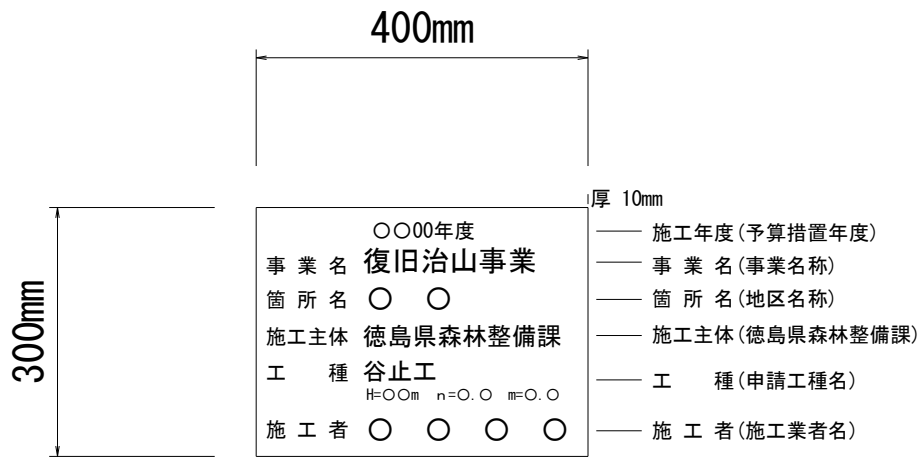 400mm
厚 10mm
300mm
〇〇00年度 施工年度(予算措置年度)
事 業 名 復旧治山事業 事 業 名(事業名称)
箇 所 名 〇 〇 箇 所 名(地区名称)
施工主体 徳島県森林整備課 施工主体(徳島県森林整備課)
工 種 谷止工 工 種(申請工種名)
H=〇〇m n=〇.〇 m=〇.〇
施 工 者 〇 〇 〇 〇 施 工 者(施工業者名)